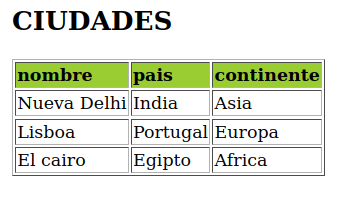 CIUDADES
nombre pais continente
Nueva Delhi India Asia
Lisboa Portugal Europa
El cairo Egipto Africa